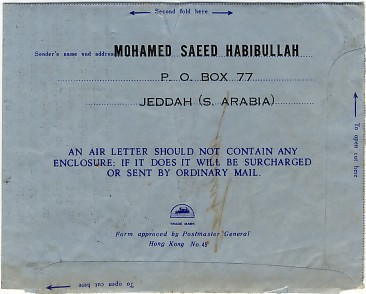 Second fold here
Sender's name and address MOHAMED SAEED HABIBULLAH
P. O. BOX 77
JEDDAH (S. ARABIA)
To open cut here
AN AIR LETTER SHOULD NOT CONTAIN ANY
ENCLOSURE; IF IT DOES IT WILL BE SURCHARGED
OR SENT BY ORDINARY MAIL.
TRADE MARK
Form approved by Postmaster General
Hong Kong No. 45
To open cut here